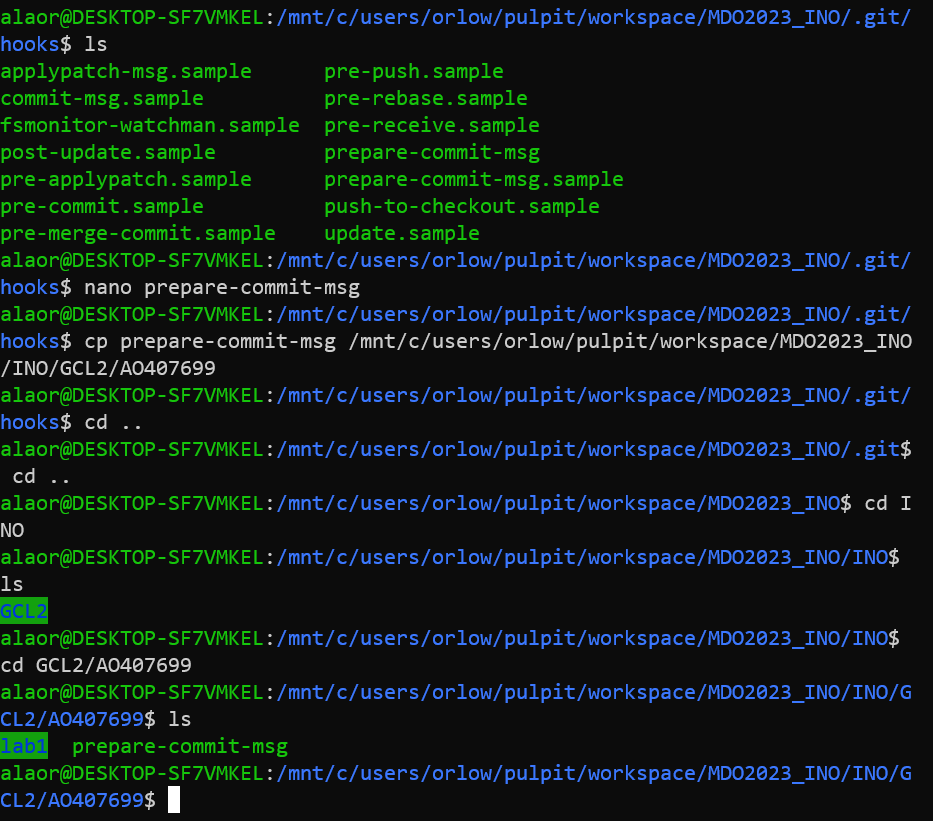 alaor@DESKTOP-SF7VMKEL:/mnt/c/users/orlow/pulpit/workspace/MDO2023_INO/.git/
hooks$ ls
applypatch-msg.sample      pre-push.sample
commit-msg.sample          pre-rebase.sample
fsmonitor-watchman.sample  pre-receive.sample
post-update.sample         prepare-commit-msg
pre-applypatch.sample      prepare-commit-msg.sample
pre-commit.sample          push-to-checkout.sample
pre-merge-commit.sample    update.sample
alaor@DESKTOP-SF7VMKEL:/mnt/c/users/orlow/pulpit/workspace/MDO2023_INO/.git/
hooks$ nano prepare-commit-msg
alaor@DESKTOP-SF7VMKEL:/mnt/c/users/orlow/pulpit/workspace/MDO2023_INO/.git/
hooks$ cp prepare-commit-msg /mnt/c/users/orlow/pulpit/workspace/MDO2023_INO
/INO/GCL2/AO407699
alaor@DESKTOP-SF7VMKEL:/mnt/c/users/orlow/pulpit/workspace/MDO2023_INO/.git/
hooks$ cd ..
alaor@DESKTOP-SF7VMKEL:/mnt/c/users/orlow/pulpit/workspace/MDO2023_INO/.git$
 cd ..
alaor@DESKTOP-SF7VMKEL:/mnt/c/users/orlow/pulpit/workspace/MDO2023_INO$ cd I
NO
alaor@DESKTOP-SF7VMKEL:/mnt/c/users/orlow/pulpit/workspace/MDO2023_INO/INO$
ls
GCL2
alaor@DESKTOP-SF7VMKEL:/mnt/c/users/orlow/pulpit/workspace/MDO2023_INO/INO$
cd GCL2/AO407699
alaor@DESKTOP-SF7VMKEL:/mnt/c/users/orlow/pulpit/workspace/MDO2023_INO/INO/G
CL2/AO407699$ ls
lab1  prepare-commit-msg
alaor@DESKTOP-SF7VMKEL:/mnt/c/users/orlow/pulpit/workspace/MDO2023_INO/INO/G
CL2/AO407699$